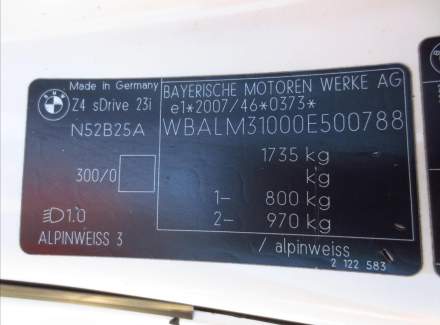 BMW
Made in Germany
Z4 sDrive 23i
N52B25A
300/0
1.0
ALPINWEISS 3
BAYERISCHE MOTOREN WERKE AG
e1*2007/46*0373*
WBALM31000E500788
1735 kg
kg
1- 800 kg
2- 970 kg
/ alpinweiss
2 122 583